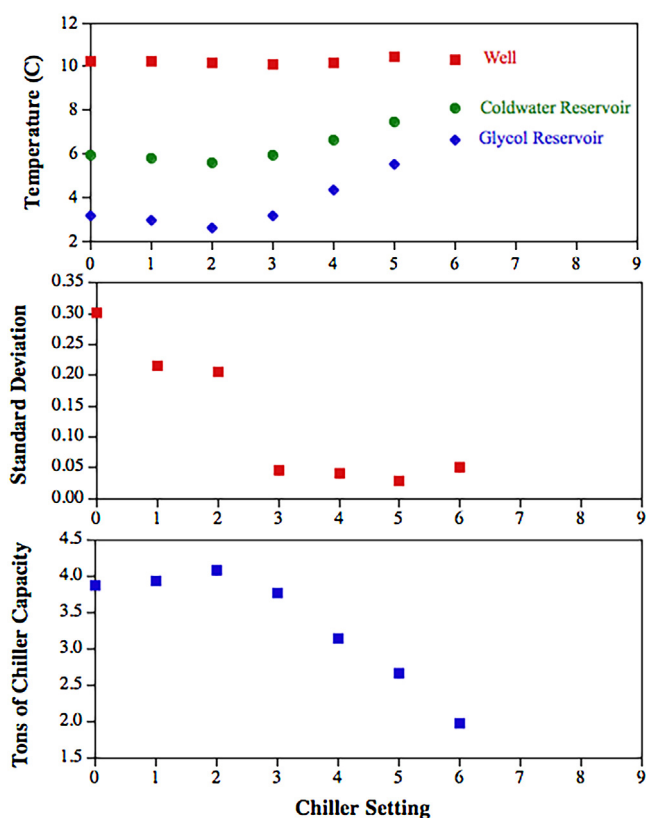 Temperature (C)
12
10
8
6
4
2
Well
Coldwater Reservoir
Glycol Reservoir
0 1 2 3 4 5 6 7 8 9
Standard Deviation
0.35
0.30
0.25
0.20
0.15
0.10
0.05
0.00
0 1 2 3 4 5 6 7 8 9
Tons of Chiller Capacity
4.5
4.0
3.5
3.0
2.5
2.0
1.5
0 1 2 3 4 5 6 7 8 9
Chiller Setting